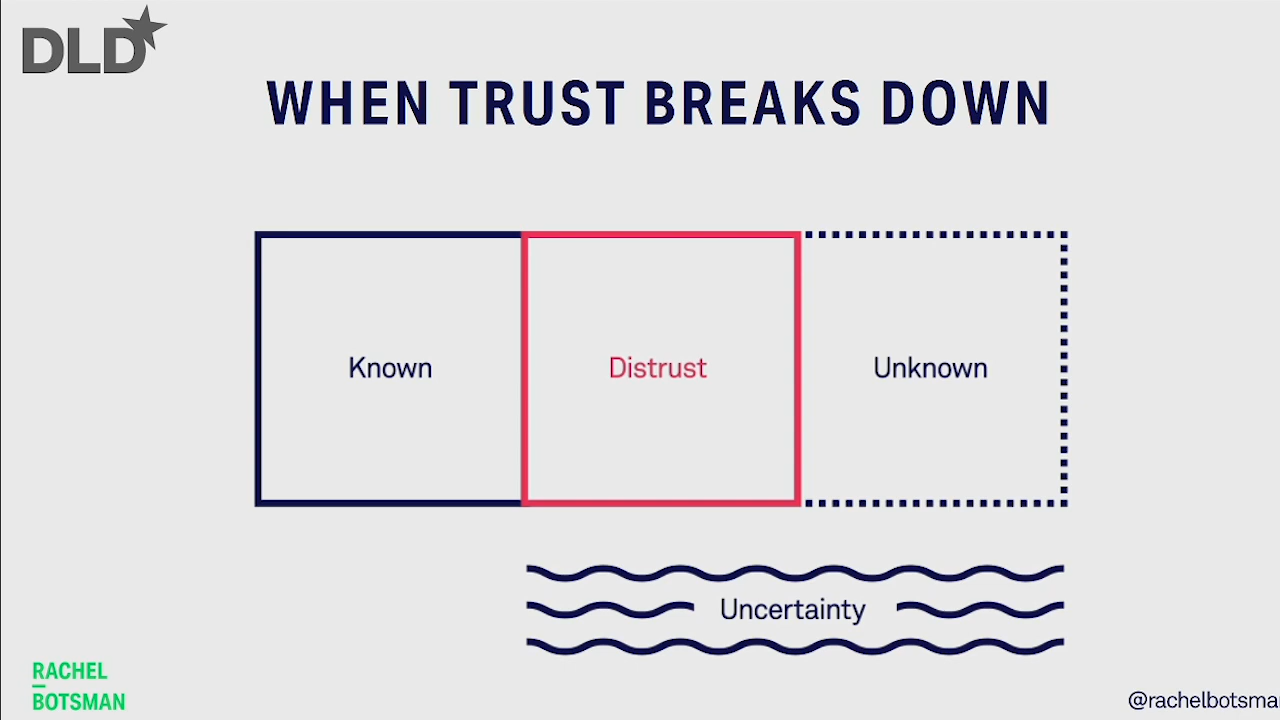 DLD
WHEN TRUST BREAKS DOWN
Known
Distrust
Unknown
Uncertainty
RACHEL
BOTSMAN
@rachelbotsma